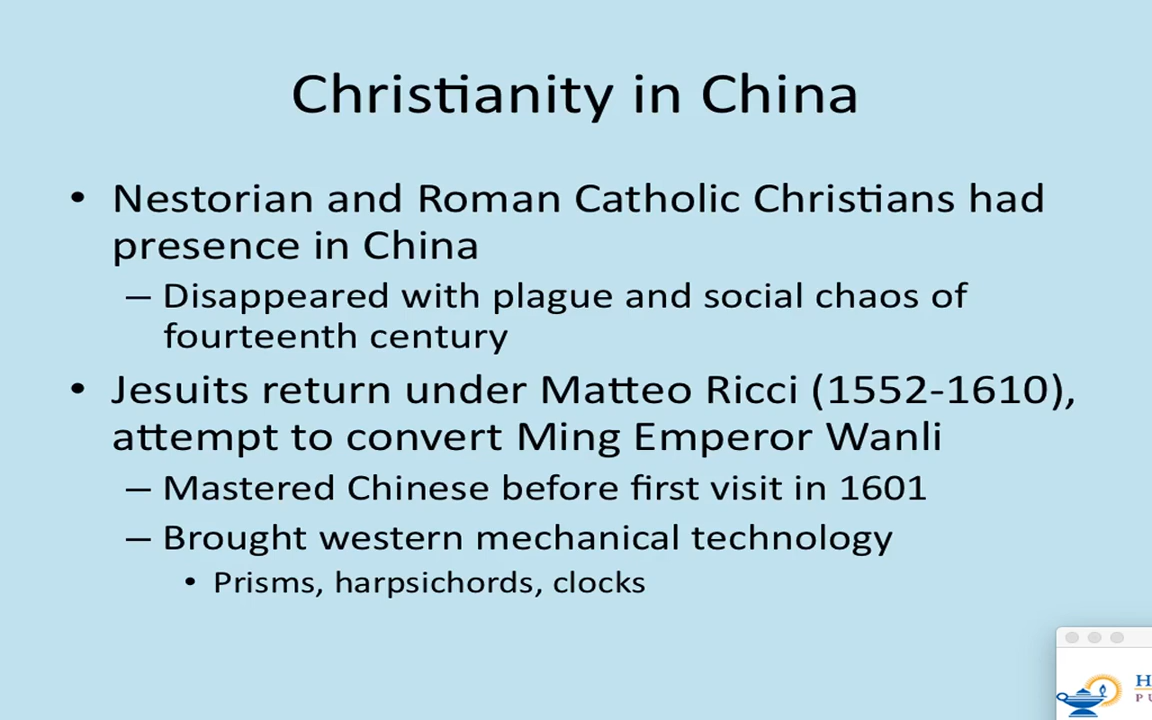 Christianity in China
• Nestorian and Roman Catholic Christians had
presence in China
– Disappeared with plague and social chaos of
fourteenth century
• Jesuits return under Matteo Ricci (1552-1610),
attempt to convert Ming Emperor Wanli
– Mastered Chinese before first visit in 1601
– Brought western mechanical technology
• Prisms, harpsichords, clocks